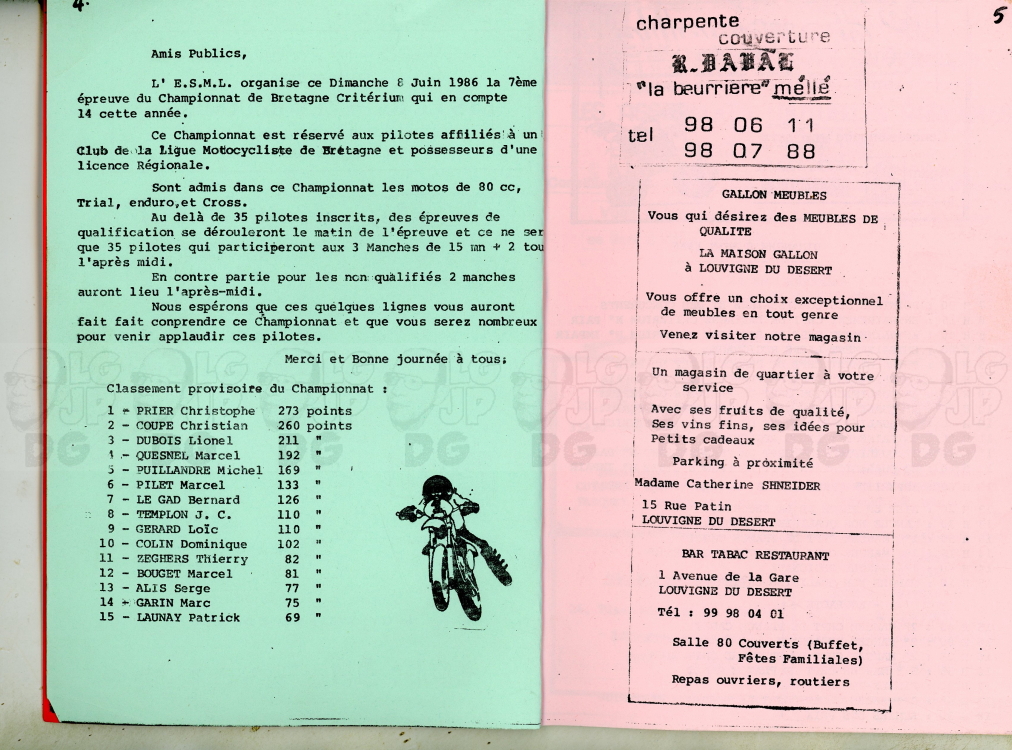 4.
Amis Publics,
L' E.S.M.L. organise ce Dimanche 8 Juin 1986 la 7ème
épreuve du Championnat de Bretagne Critérium qui en compte
14 cette année.
Ce Championnat est réservé aux pilotes affiliés à un
Club de la Ligue Motocycliste de Bretagne et possesseurs d'une
licence Régionale.
Sont admis dans ce Championnat les motos de 80 cc,
Trial, enduro,et Cross.
Au delà de 35 pilotes inscrits, des épreuves de
qualification se dérouleront le matin de l'épreuve et ce ne ser
que 35 pilotes qui participeront aux 3 Manches de 15 mn + 2 tou
l'après midi.
En contre partie pour les non qualifiés 2 manches
auront lieu l'après-midi.
Nous espérons que ces quelques lignes vous auront
fait fait conprendre ce Championnat et que vous serez nombreux
pour venir applaudir ces pilotes.
Merci et Bonne journée à tous;
Classement provisoire du Championnat :
1 - PRIER Christophe 273 points
2 - COUPE Christian 260 points
3 - DUBOIS Lionel 211 "
4 - QUESNEL Marcel 192 "
5 - PUILLANDRE Michel 169 "
6 - PILET Marcel 133 "
7 - LE GAD Bernard 126 "
8 - TEMPLON J. C. 110 "
9 - GERARD Loïc 110 "
10 - COLIN Dominique 102 "
11 - ZEGHERS Thierry 82 "
12 - BOUGET Marcel 81 "
13 - ALIS Serge 77 "
14 - GARIN Marc 75 "
15 - LAUNAY Patrick 69 "
5
charpente
couverture
R.DADAL
"la beurriere" mellé
tel 98 06 11
98 07 88
GALLON MEUBLES
Vous qui désirez des MEUBLES DE
QUALITE
LA MAISON GALLON
à LOUVIGNE DU DESERT
Vous offre un choix exceptionnel
de meubles en tout genre
Venez visiter notre magasin
Un magasin de quartier à votre
service
Avec ses fruits de qualité,
Ses vins fins, ses idées pour
Petits cadeaux
Parking à proximité
Madame Catherine SHNEIDER
15 Rue Patin
LOUVIGNE DU DESERT
BAR TABAC RESTAURANT
1 Avenue de la Gare
LOUVIGNE DU DESERT
Tél : 99 98 04 01
Salle 80 Couverts (Buffet,
Fêtes Familiales)
Repas ouvriers, routiers
LG
JP
DG